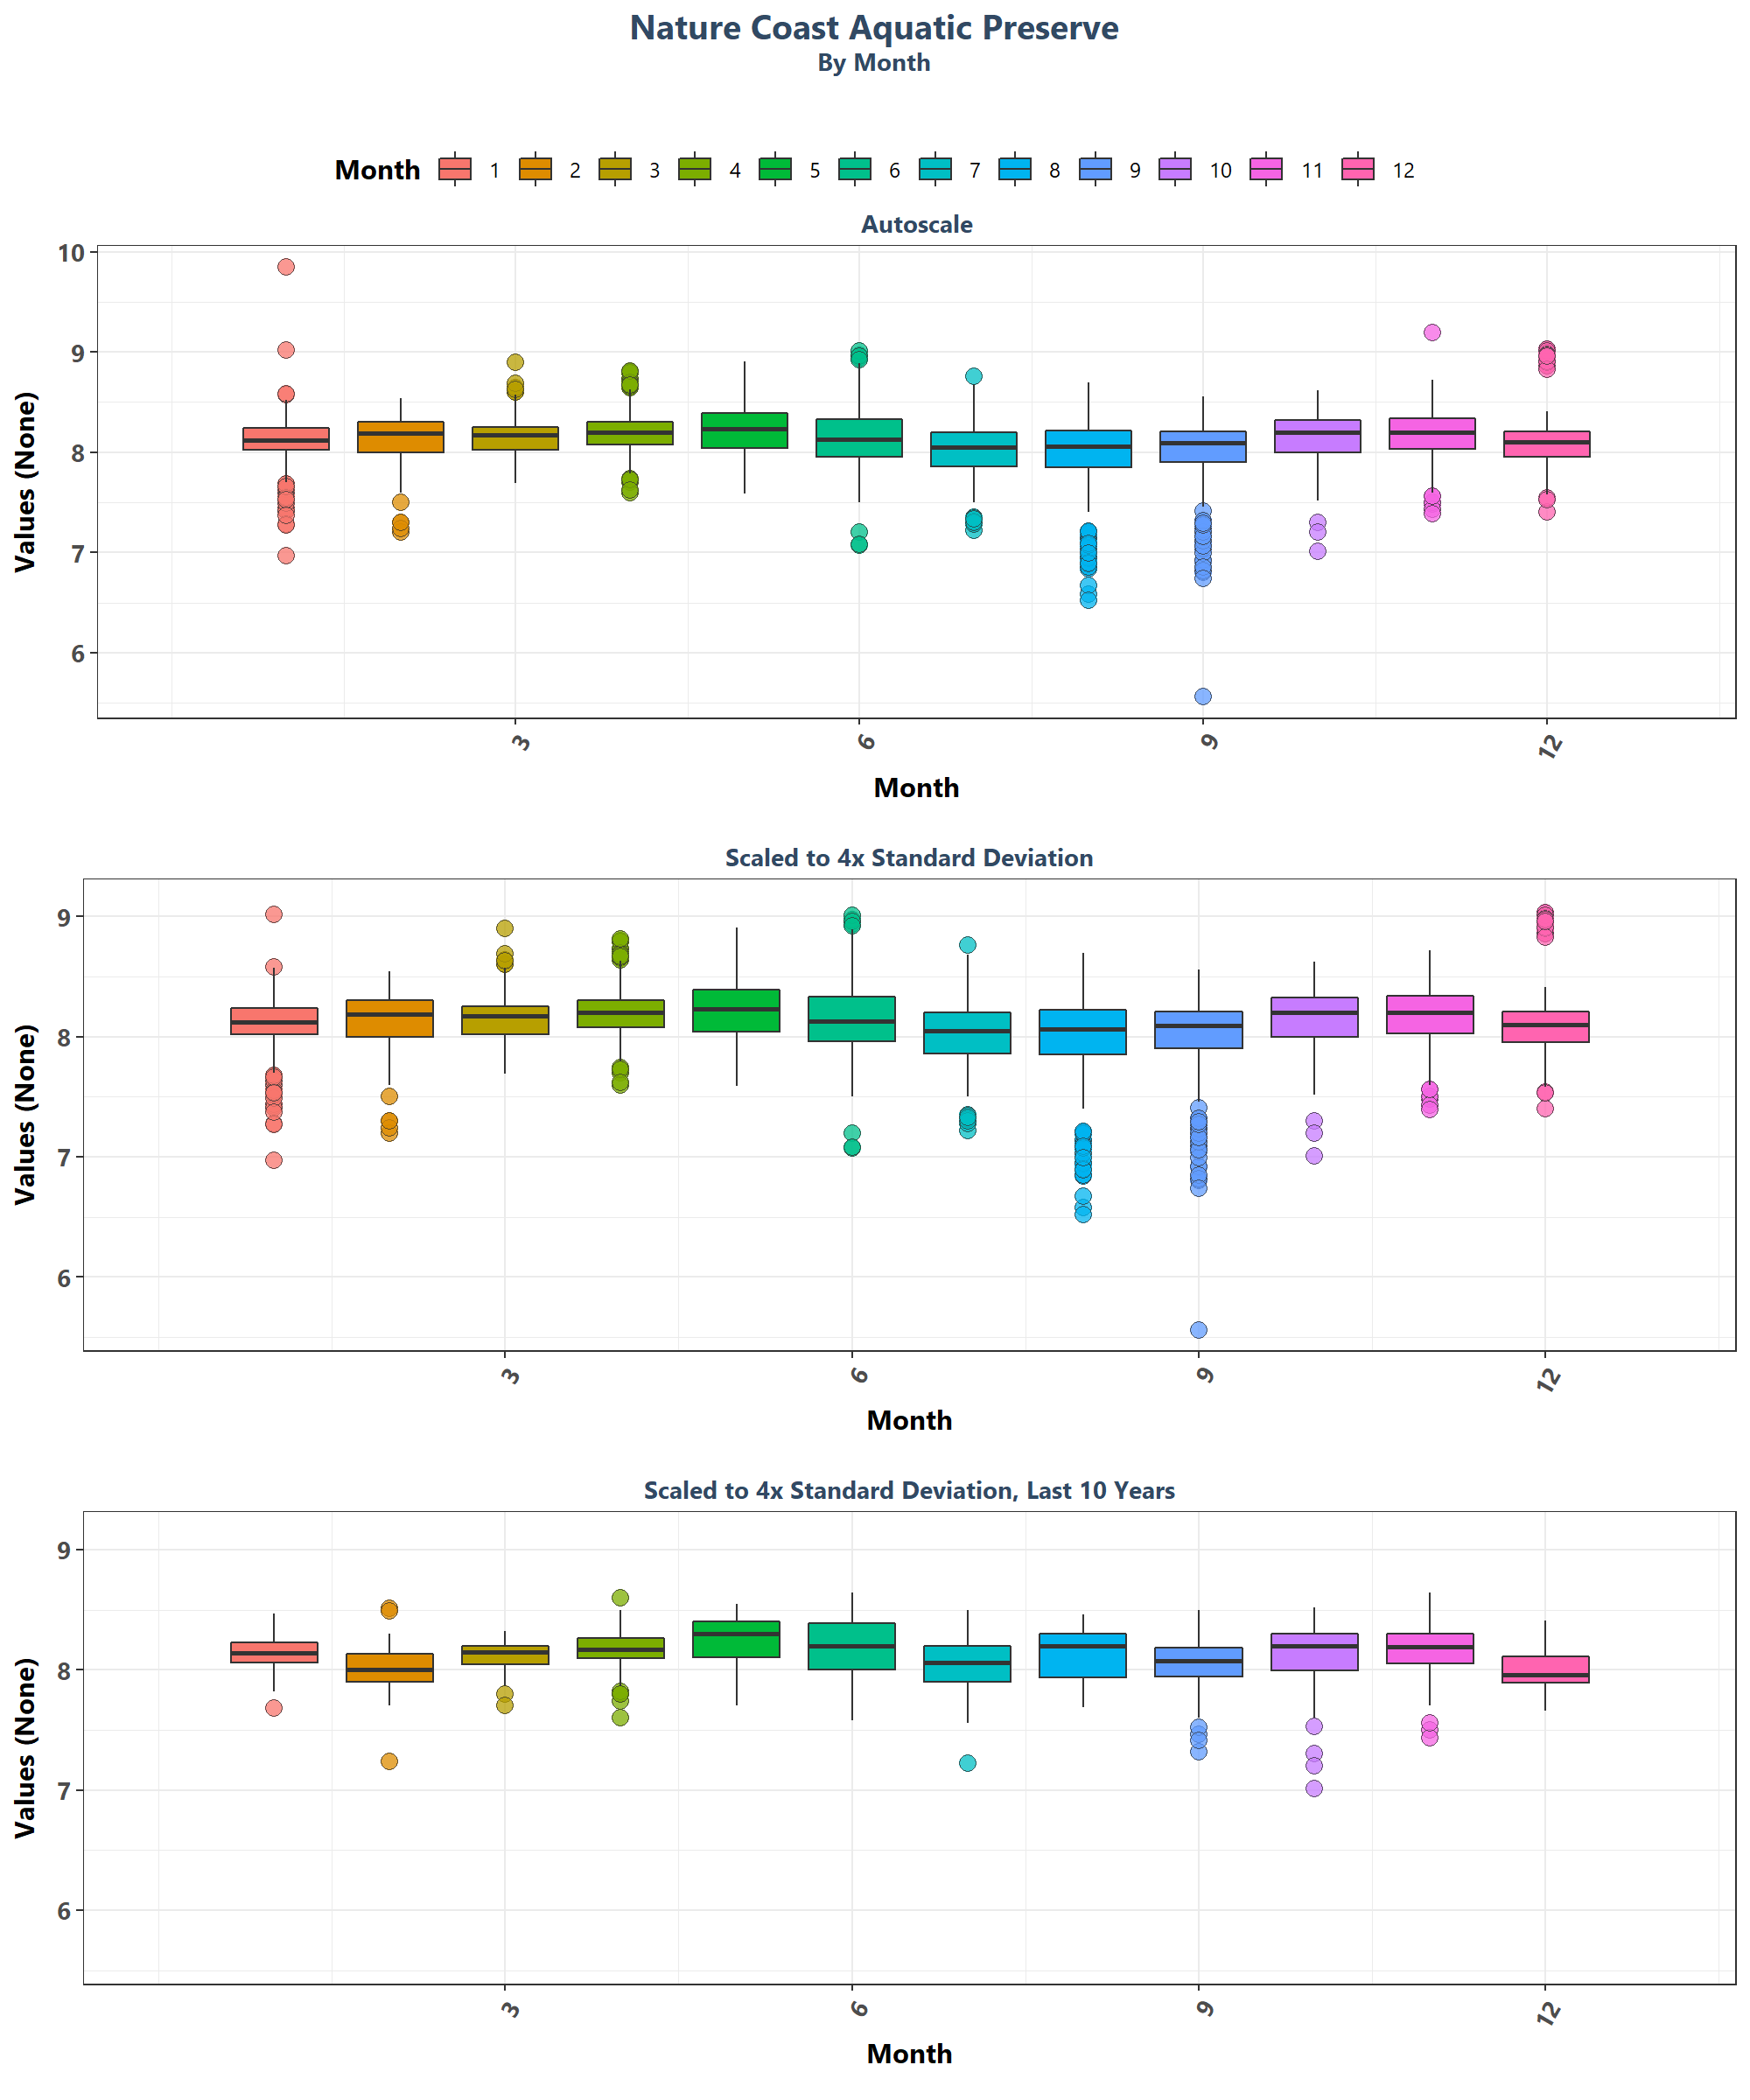 Nature Coast Aquatic Preserve
By Month
Month 1 2 3 4 5 6 7 8 9 10 11 12
Autoscale
Values (None)
10
9
8
7
6
3 6 9 12
Month
Scaled to 4x Standard Deviation
Values (None)
9
8
7
6
3 6 9 12
Month
Scaled to 4x Standard Deviation, Last 10 Years
Values (None)
9
8
7
6
3 6 9 12
Month